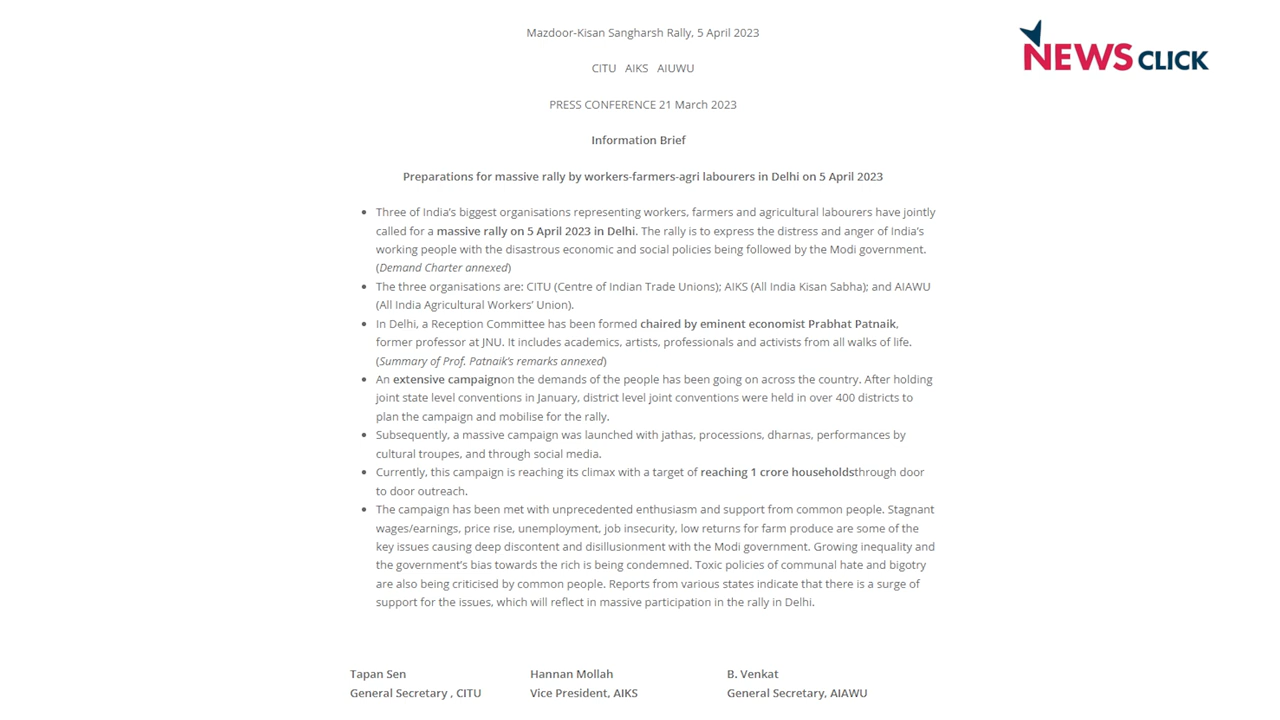 Mazdoor-Kisan Sangharsh Rally, 5 April 2023
NEWS CLICK
CITU AIKS AIUWU
PRESS CONFERENCE 21 March 2023
Information Brief
Preparations for massive rally by workers-farmers-agri labourers in Delhi on 5 April 2023
• Three of India's biggest organisations representing workers, farmers and agricultural labourers have jointly
called for a massive rally on 5 April 2023 in Delhi. The rally is to express the distress and anger of India's
working people with the disastrous economic and social policies being followed by the Modi government.
(Demand Charter annexed)
• The three organisations are: CITU (Centre of Indian Trade Unions); AIKS (All India Kisan Sabha); and AIAWU
(All India Agricultural Workers' Union).
• In Delhi, a Reception Committee has been formed chaired by eminent economist Prabhat Patnaik,
former professor at JNU. It includes academics, artists, professionals and activists from all walks of life.
(Summary of Prof. Patnaik's remarks annexed)
• An extensive campaignon the demands of the people has been going on across the country. After holding
joint state level conventions in January, district level joint conventions were held in over 400 districts to
plan the campaign and mobilise for the rally.
• Subsequently, a massive campaign was launched with jathas, processions, dharnas, performances by
cultural troupes, and through social media.
• Currently, this campaign is reaching its climax with a target of reaching 1 crore householdsthrough door
to door outreach.
• The campaign has been met with unprecedented enthusiasm and support from common people. Stagnant
wages/earnings, price rise, unemployment, job insecurity, low returns for farm produce are some of the
key issues causing deep discontent and disillusionment with the Modi government. Growing inequality and
the government's bias towards the rich is being condemned. Toxic policies of communal hate and bigotry
are also being criticised by common people. Reports from various states indicate that there is a surge of
support for the issues, which will reflect in massive participation in the rally in Delhi.
Tapan Sen Hannan Mollah B. Venkat
General Secretary , CITU Vice President, AIKS General Secretary, AIAWU